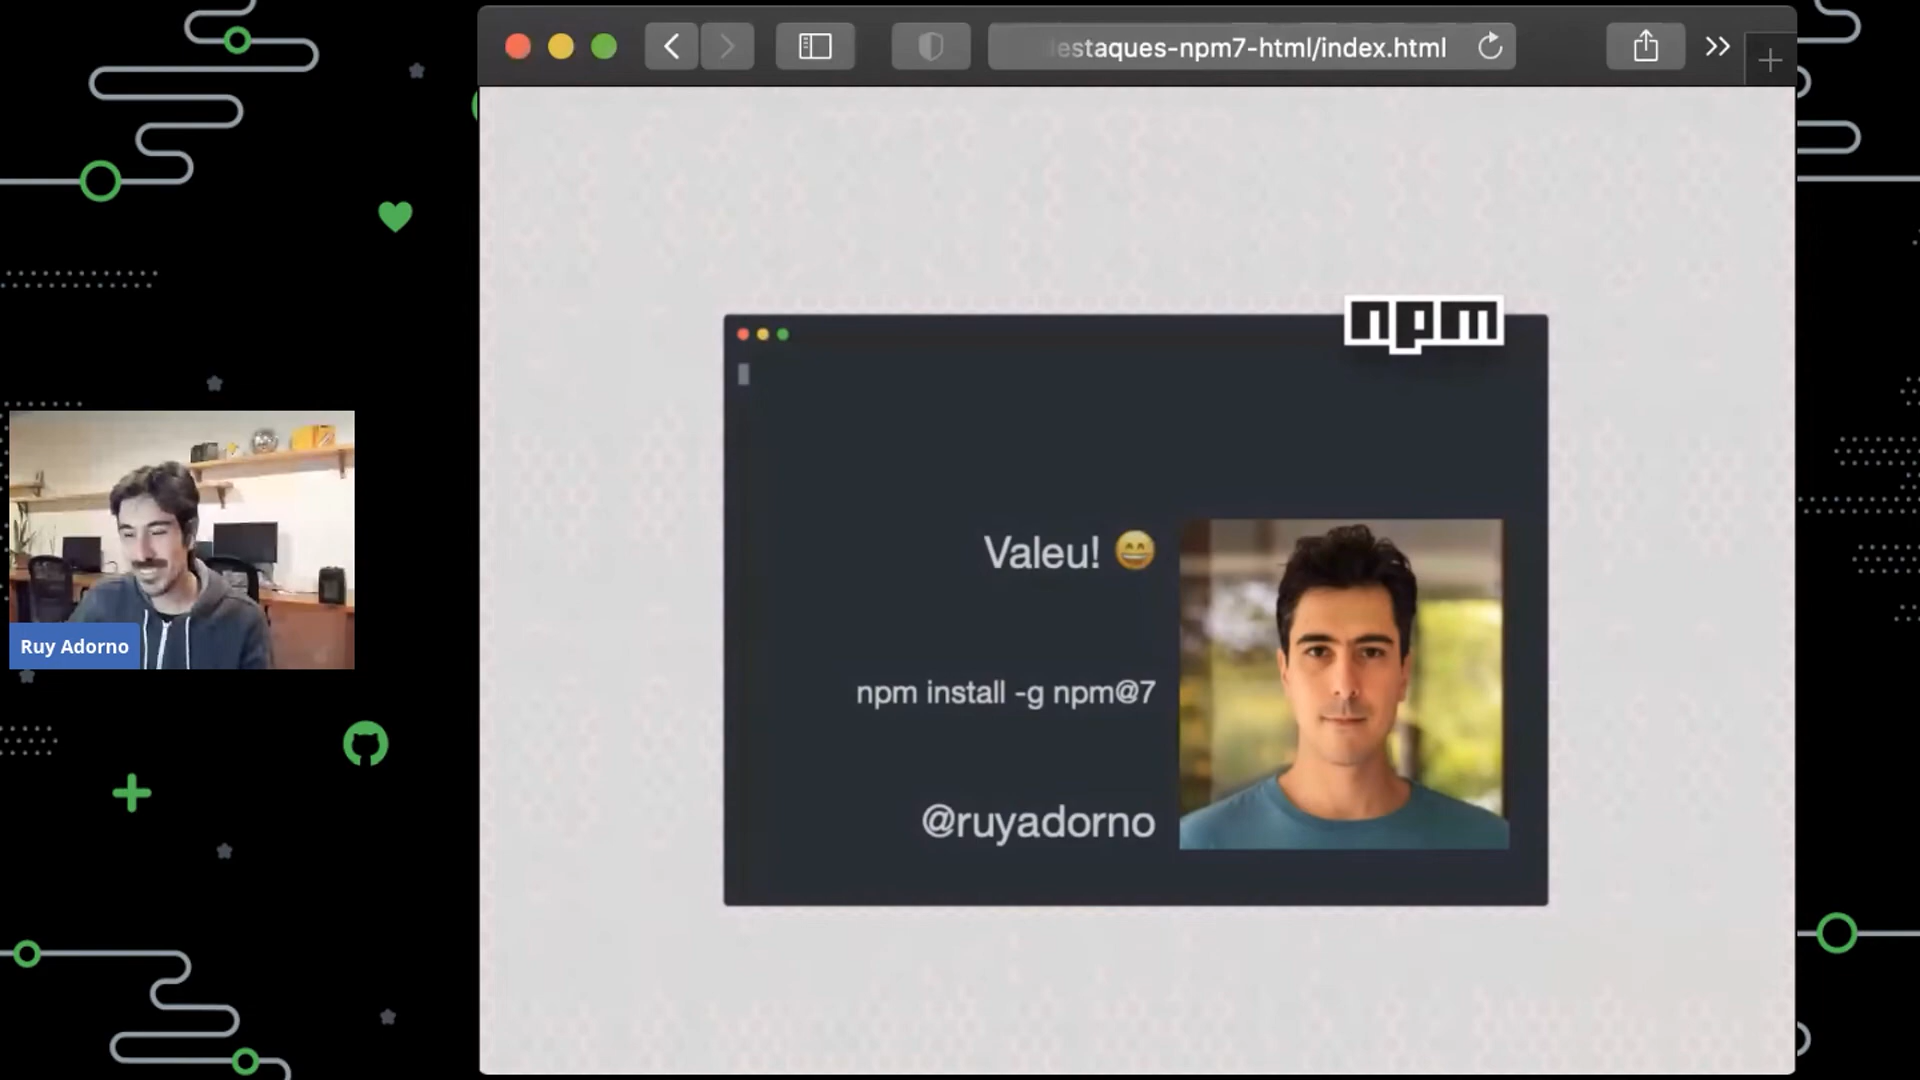 estaques-npm7-html/index.html
npm
Valeu! 😄
npm install -g npm@7
@ruyadorno
Ruy Adorno